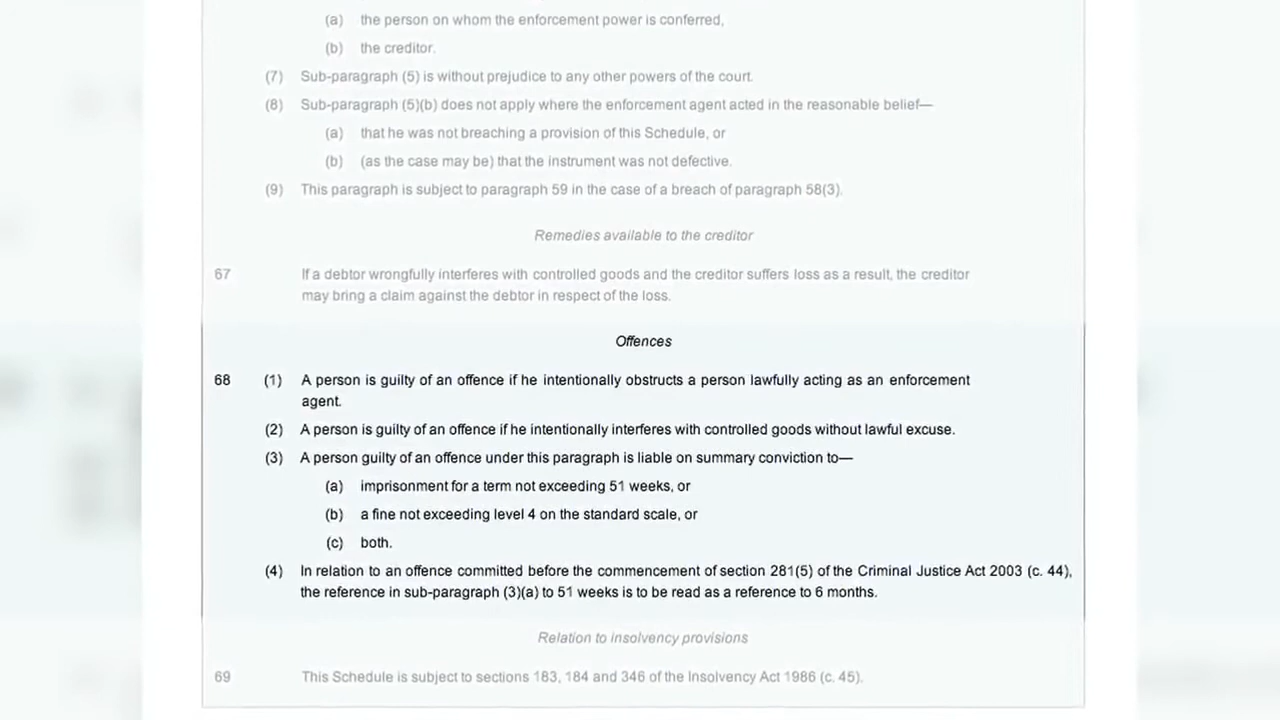 (a) the person on whom the enforcement power is conferred,
(b) the creditor.
(7) Sub-paragraph (5) is without prejudice to any other powers of the court.
(8) Sub-paragraph (5)(b) does not apply where the enforcement agent acted in the reasonable belief—
(a) that he was not breaching a provision of this Schedule, or
(b) (as the case may be) that the instrument was not defective.
(9) This paragraph is subject to paragraph 59 in the case of a breach of paragraph 58(3).
Remedies available to the creditor
67 If a debtor wrongfully interferes with controlled goods and the creditor suffers loss as a result, the creditor
may bring a claim against the debtor in respect of the loss.
Offences
68 (1) A person is guilty of an offence if he intentionally obstructs a person lawfully acting as an enforcement
agent.
(2) A person is guilty of an offence if he intentionally interferes with controlled goods without lawful excuse.
(3) A person guilty of an offence under this paragraph is liable on summary conviction to—
(a) imprisonment for a term not exceeding 51 weeks, or
(b) a fine not exceeding level 4 on the standard scale, or
(c) both.
(4) In relation to an offence committed before the commencement of section 281(5) of the Criminal Justice Act 2003 (c. 44),
the reference in sub-paragraph (3)(a) to 51 weeks is to be read as a reference to 6 months.
Relation to insolvency provisions
69 This Schedule is subject to sections 183, 184 and 346 of the Insolvency Act 1986 (c. 45).